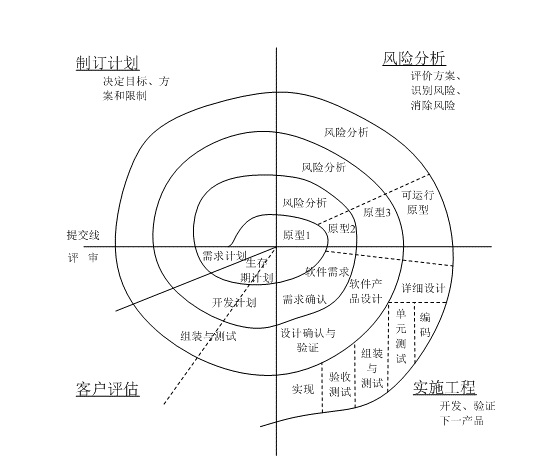 制订计划
决定目标、方
案和限制
风险分析
评价方案、
识别风险、
消除风险
风险分析
风险分析
风险分析
可运行
原型
原型3
原型2
原型1
提交线
评 审
需求计划
生存
期计划
软件需求
软件产
品设计
详细设计
开发计划
需求确认
单
元
测
试
编
码
组装与测试
设计确认与
验证
组装
与
测试
验收
测试
实现
客户评估
实施工程
开发、验证
下一产品